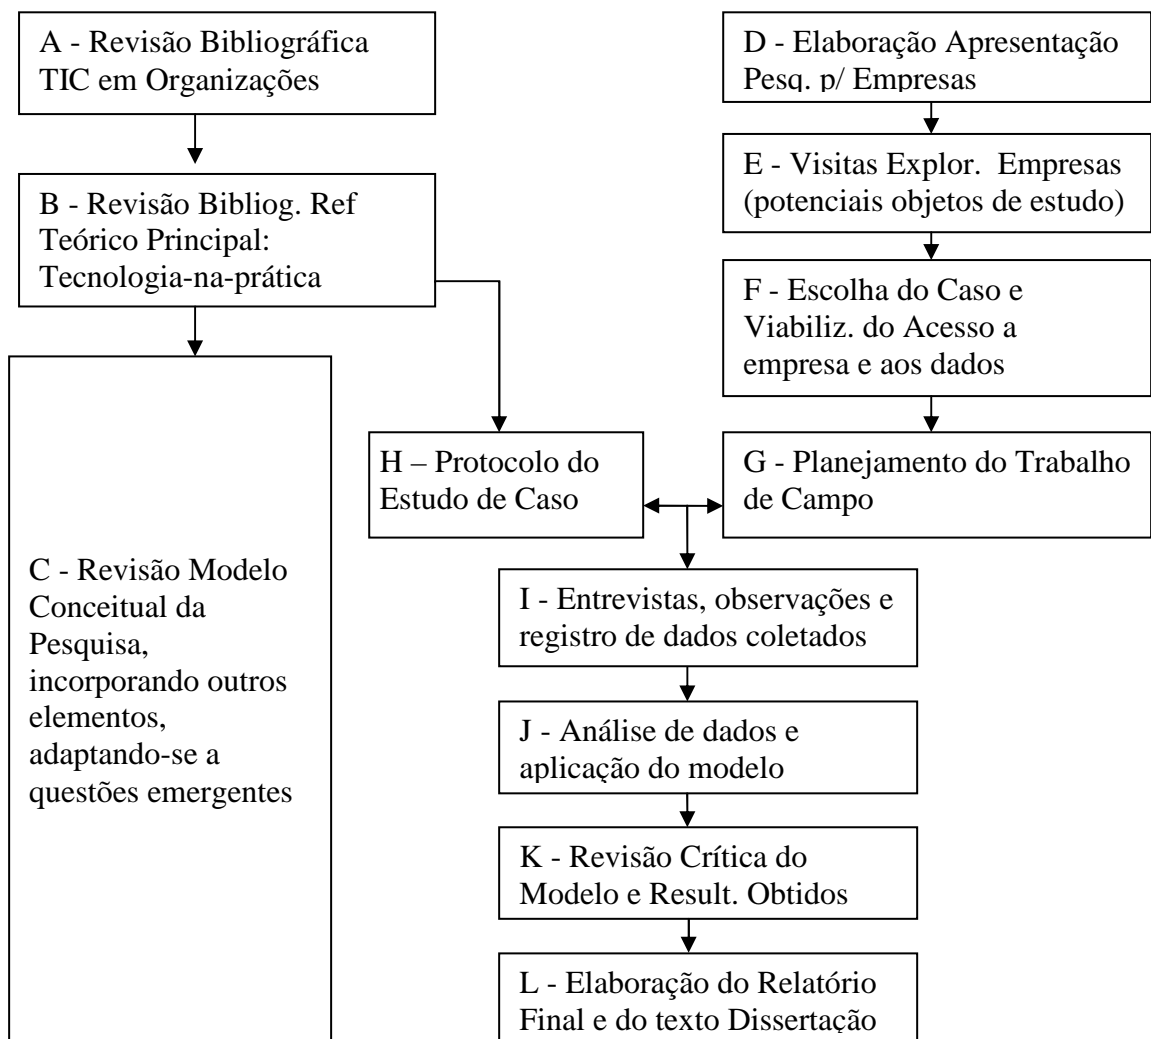 A - Revisão Bibliográfica
TIC em Organizações
B - Revisão Bibliog. Ref
Teórico Principal:
Tecnologia-na-prática
C - Revisão Modelo
Conceitual da
Pesquisa,
incorporando outros
elementos,
adaptando-se a
questões emergentes
D - Elaboração Apresentação
Pesq. p/ Empresas
E - Visitas Explor.  Empresas
(potenciais objetos de estudo)
F - Escolha do Caso e
Viabiliz. do Acesso a
empresa e aos dados
G - Planejamento do Trabalho
de Campo
H – Protocolo do
Estudo de Caso
I - Entrevistas, observações e
registro de dados coletados
J - Análise de dados e
aplicação do modelo
K - Revisão Crítica do
Modelo e Result. Obtidos
L - Elaboração do Relatório
Final e do texto Dissertação